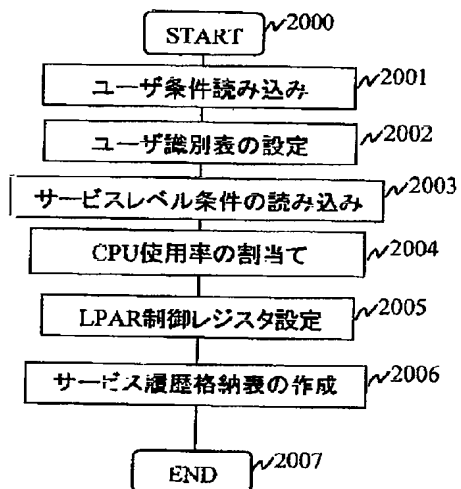 START
2000
ユーザ条件読み込み
2001
ユーザ識別表の設定
2002
サービスレベル条件の読み込み
2003
CPU使用率の割当て
2004
LPAR制御レジスタ設定
2005
サービス履歴格納表の作成
2006
END
2007